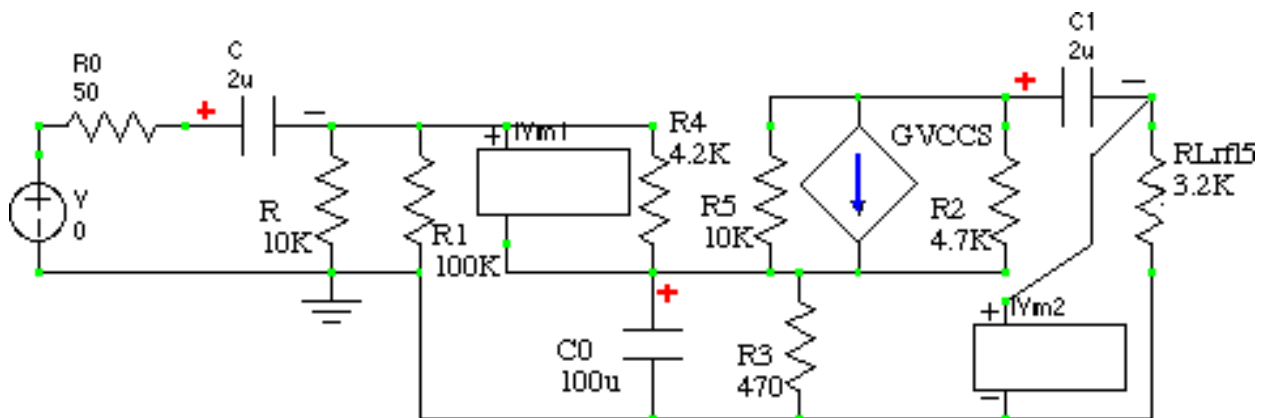 R0
50
C
2u
C1
2u
+
−
+
−
+
V
0
R
10K
R1
100K
+
IVm1
R4
4.2K
R5
10K
GVCCS
R2
4.7K
+
C0
100u
R3
470
+
IVm2
−
3.2K